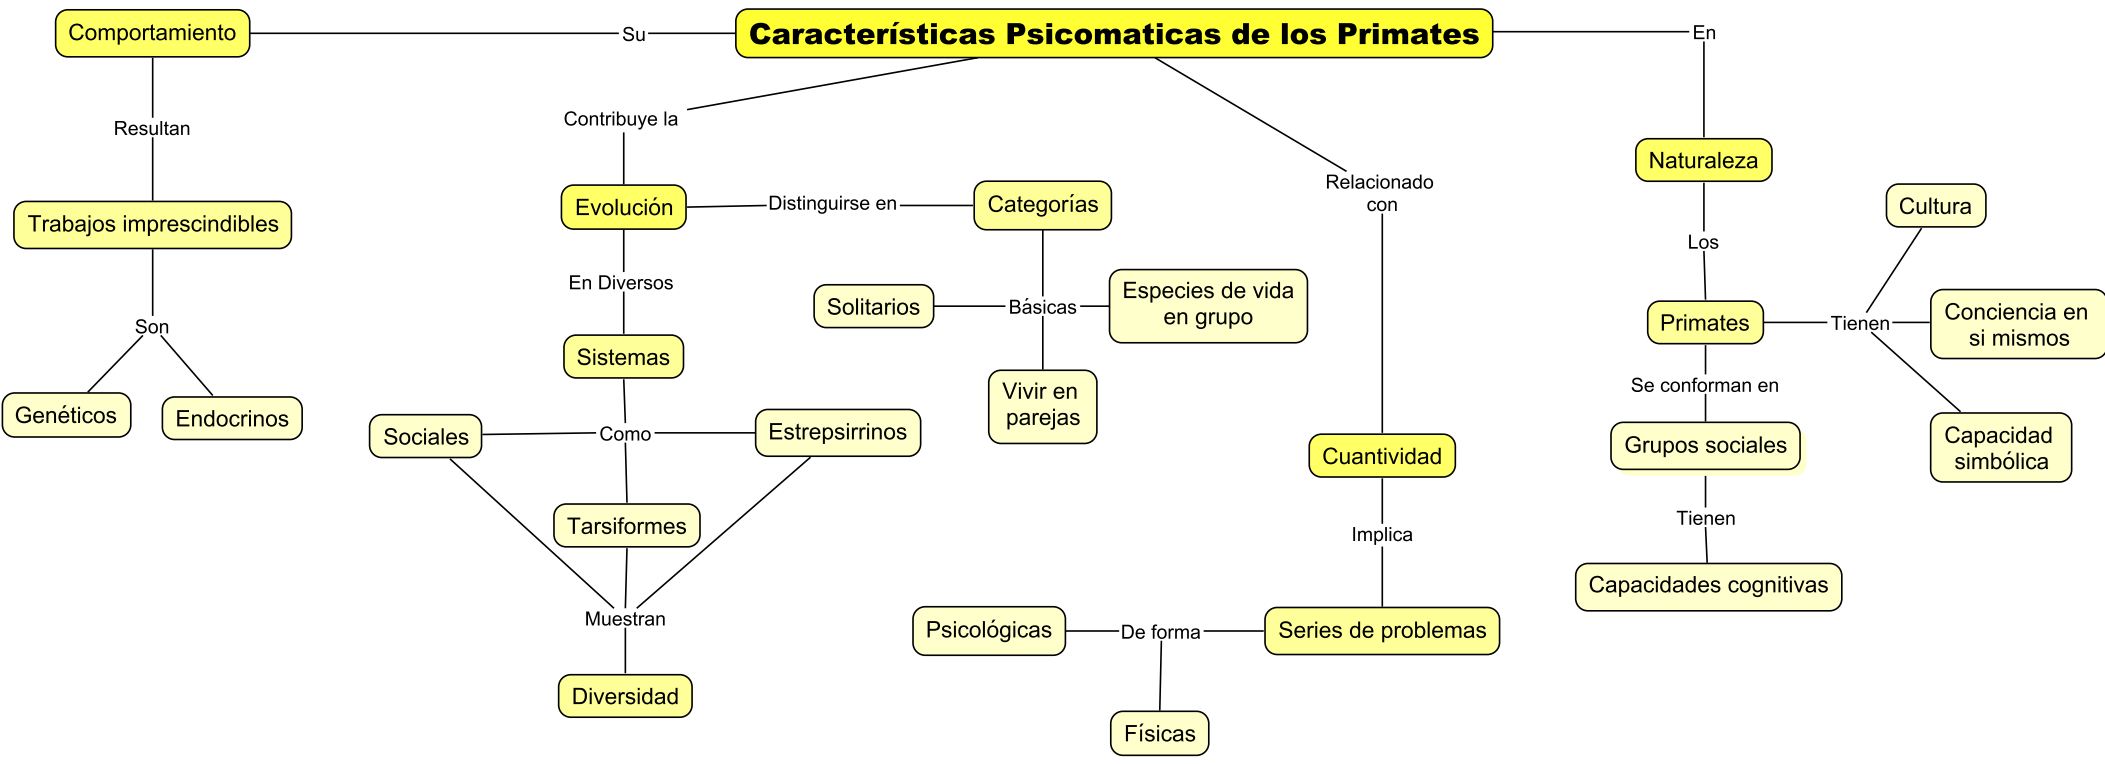 Características Psicomaticas de los Primates
Su
Comportamiento
Resultan
Trabajos imprescindibles
Son
Genéticos
Endocrinos
Contribuye la
Evolución
Distinguirse en
Categorías
Básicas
Solitarios
Especies de vida
en grupo
Vivir en
parejas
En Diversos
Sistemas
Como
Sociales
Estrepsirrinos
Tarsiformes
Muestran
Diversidad
Relacionado
con
Cuantividad
Implica
Series de problemas
De forma
Psicológicas
Físicas
En
Naturaleza
Los
Primates
Tienen
Cultura
Conciencia en
si mismos
Capacidad
simbólica
Se conforman en
Grupos sociales
Tienen
Capacidades cognitivas